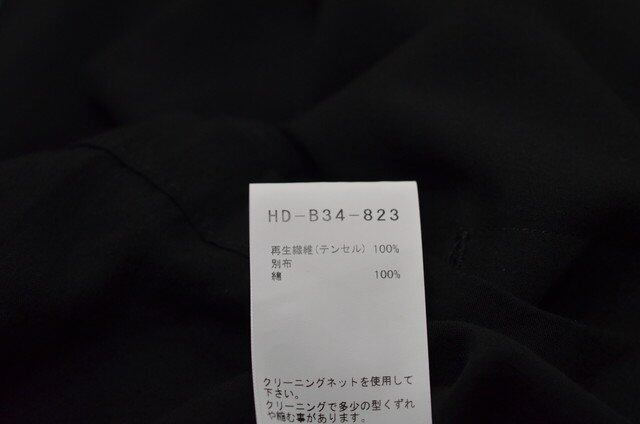 HD-B34-823
再生繊維(テンセル) 100%
別布
綿 100%
クリーニングネットを使用して
下さい。
クリーニングで多少の型くずれ
や縮む事があります。